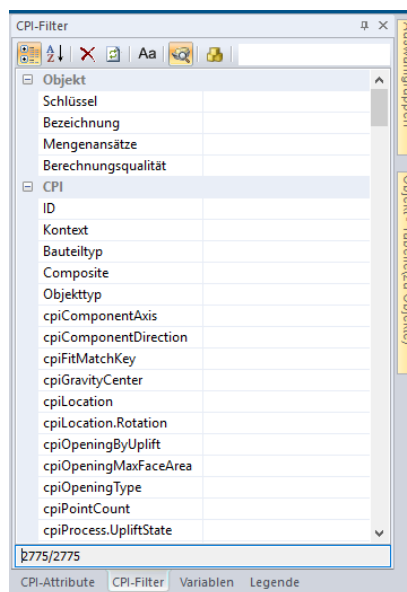 CPI-Filter
Aa
Objekt
Schlüssel
Bezeichnung
Mengenansätze
Berechnungsqualität
CPI
ID
Kontext
Bauteiltyp
Composite
Objekttyp
cpiComponentAxis
cpiComponentDirection
cpiFitMatchKey
cpiGravityCenter
cpiLocation
cpiLocation.Rotation
cpiOpeningByUplift
cpiOpeningMaxFaceArea
cpiOpeningType
cpiPointCount
cpiProcess.UpliftState
2775/2775
CPI-Attribute CPI-Filter Variablen Legende